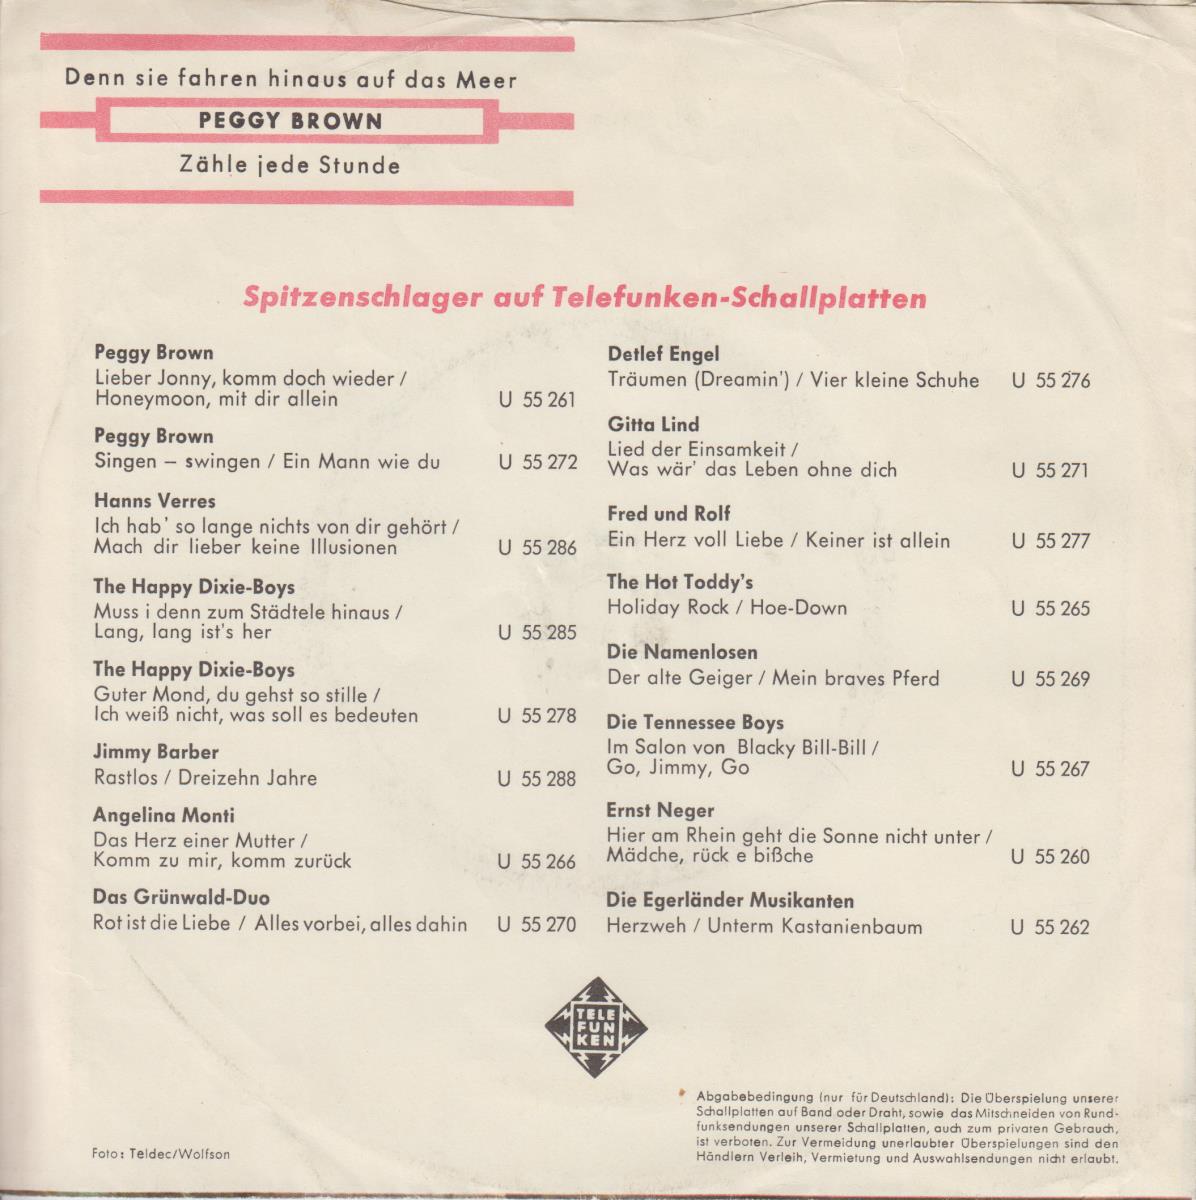 Denn sie fahren hinaus auf das Meer
PEGGY BROWN
Zähle jede Stunde
Spitzenschlager auf Telefunken-Schallplatten
Peggy Brown
Lieber Jonny, komm doch wieder /
Honeymoon, mit dir allein U 55 261
Peggy Brown
Singen – swingen / Ein Mann wie du U 55 272
Hanns Verres
Ich hab' so lange nichts von dir gehört /
Mach dir lieber keine Illusionen U 55 286
The Happy Dixie-Boys
Muss i denn zum Städtele hinaus /
Lang, lang ist's her U 55 285
The Happy Dixie-Boys
Guter Mond, du gehst so stille /
Ich weiß nicht, was soll es bedeuten U 55 278
Jimmy Barber
Rastlos / Dreizehn Jahre U 55 288
Angelina Monti
Das Herz einer Mutter /
Komm zu mir, komm zurück U 55 266
Das Grünwald-Duo
Rot ist die Liebe / Alles vorbei, alles dahin U 55 270
Detlef Engel
Träumen (Dreamin') / Vier kleine Schuhe U 55 276
Gitta Lind
Lied der Einsamkeit /
Was wär' das Leben ohne dich U 55 271
Fred und Rolf
Ein Herz voll Liebe / Keiner ist allein U 55 277
The Hot Toddy's
Holiday Rock / Hoe-Down U 55 265
Die Namenlosen
Der alte Geiger / Mein braves Pferd U 55 269
Die Tennessee Boys
Im Salon von Blacky Bill-Bill /
Go, Jimmy, Go U 55 267
Ernst Neger
Hier am Rhein geht die Sonne nicht unter /
Mädche, rück e bißche U 55 260
Die Egerländer Musikanten
Herzweh / Unterm Kastanienbaum U 55 262
TELE
FUN
KEN
Abgabebedingung (nur für Deutschland): Die Überspielung unserer
Schallplatten auf Band oder Draht, sowie das Mitschneiden von Rund-
funksendungen unserer Schallplatten, auch zum privaten Gebrauch,
ist verboten. Zur Vermeidung unerlaubter Überspielungen sind den
Händlern Verleih, Vermietung und Auswahlsendungen nicht erlaubt.
Foto: Teldec/Wolfson